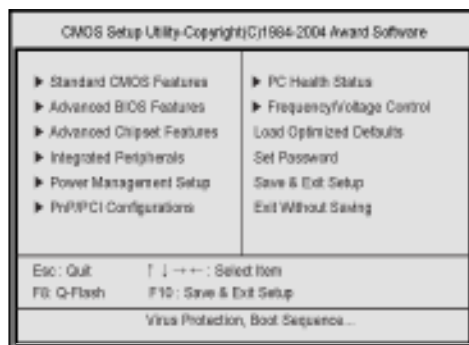 CMOS Setup Utility-Copyright(C)1984-2004 Award Software
▶ Standard CMOS Features
▶ Advanced BIOS Features
▶ Advanced Chipset Features
▶ Integrated Peripherals
▶ Power Management Setup
▶ PnP/PCI Configurations
▶ PC Health Status
▶ Frequency/Voltage Control
Load Optimized Defaults
Set Password
Save & Exit Setup
Exit Without Saving
Esc: Quit ↑ ↓ → ← : Select Item
F8: Q-Flash F10 : Save & Exit Setup
Virus Protection, Boot Sequence...